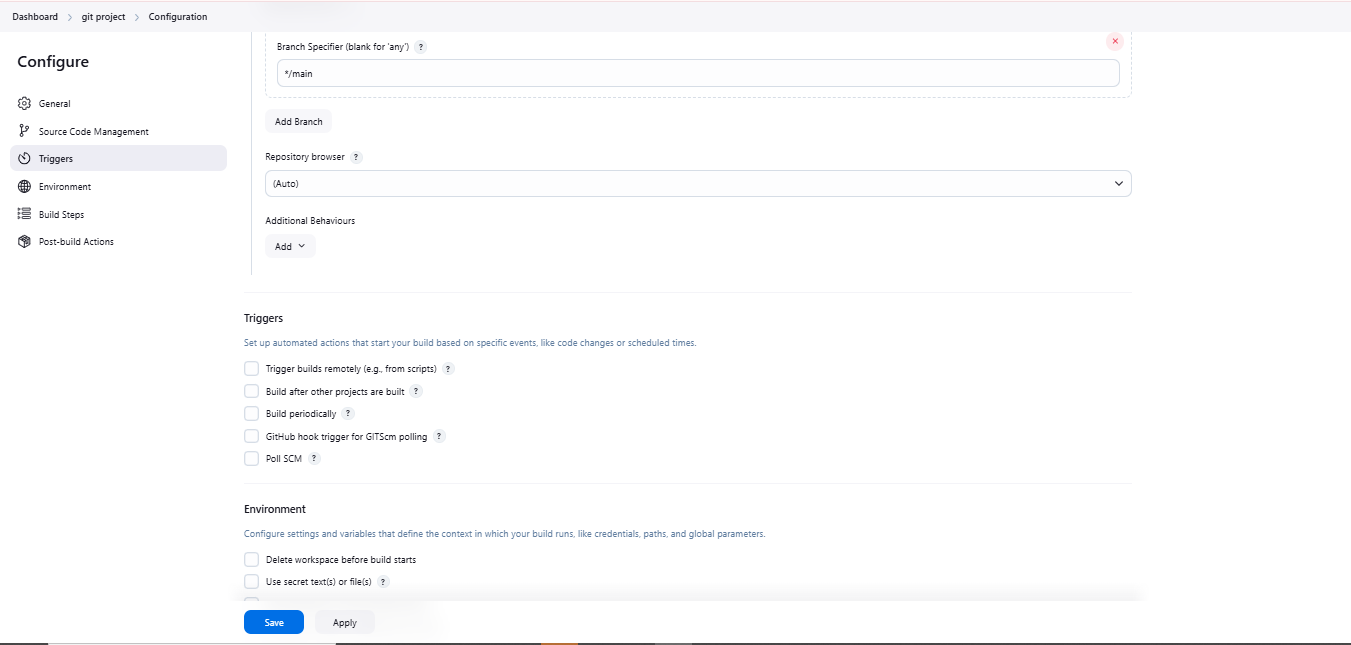 Dashboard > git project > Configuration
Configure
General
Source Code Management
Triggers
Environment
Build Steps
Post-build Actions
Branch Specifier (blank for 'any') ?
*/main
Add Branch
Repository browser ?
(Auto)
Additional Behaviours
Add
Triggers
Set up automated actions that start your build based on specific events, like code changes or scheduled times.
Trigger builds remotely (e.g., from scripts) ?
Build after other projects are built ?
Build periodically ?
GitHub hook trigger for GITScm polling ?
Poll SCM ?
Environment
Configure settings and variables that define the context in which your build runs, like credentials, paths, and global parameters.
Delete workspace before build starts
Use secret text(s) or file(s) ?
Save
Apply